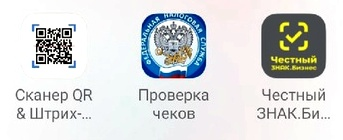 ФЕДЕРАЛЬНАЯ НАЛОГОВАЯ СЛУЖБА
Честный
ЗНАК.Бизнес
Сканер QR
& Штрих-...
Проверка
чеков
Честный
ЗНАК.Би...